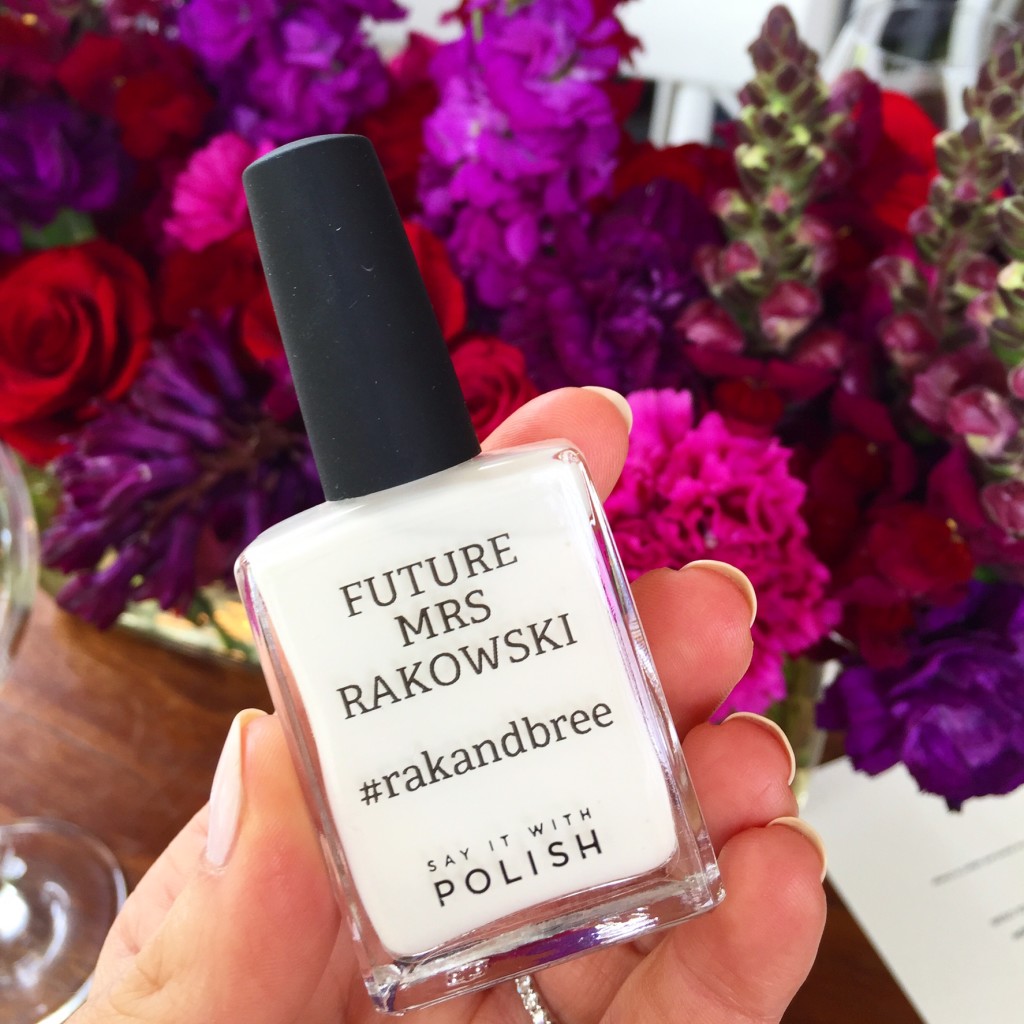 FUTURE
MRS
RAKOWSKI
#rakandbree
SAY IT WITH
POLISH